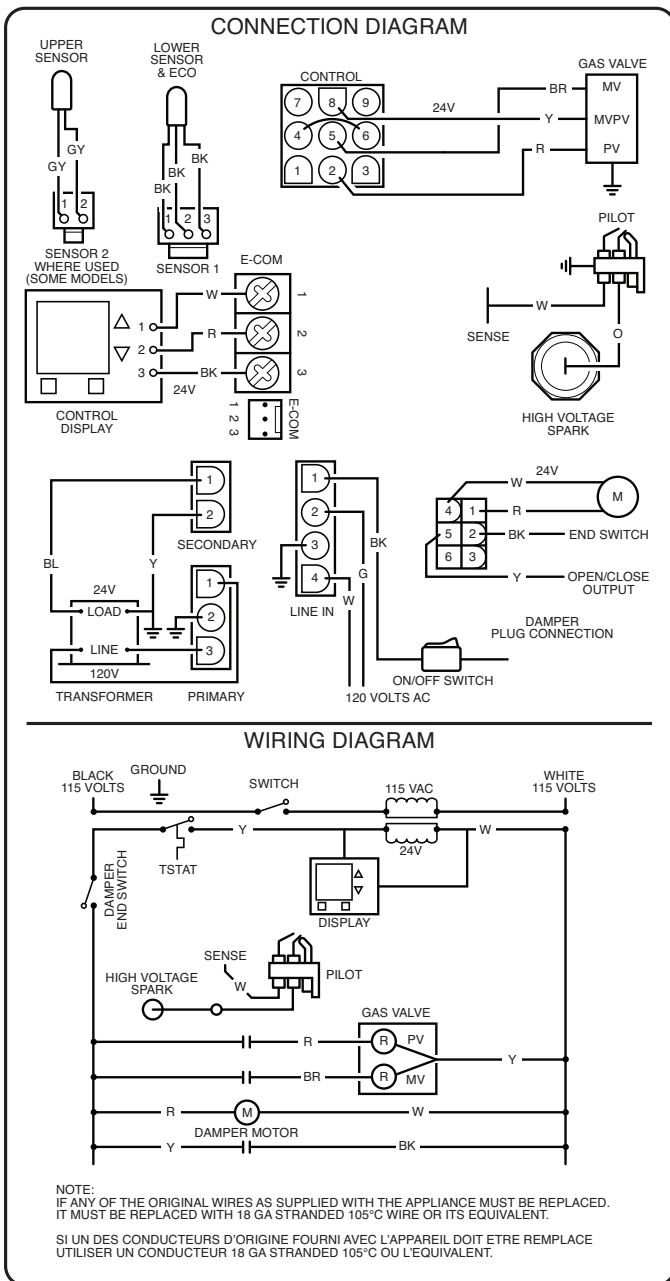 CONNECTION DIAGRAM
UPPER
SENSOR
GY
GY
1 2
SENSOR 2
WHERE USED
(SOME MODELS)
LOWER
SENSOR
& ECO
BK
BK
BK
1 2 3
SENSOR 1
CONTROL
7 8 9
4 5 6
1 2 3
24V
BR
Y
R
GAS VALVE
MV
MVPV
PV
PILOT
W
SENSE
O
HIGH VOLTAGE
SPARK
E-COM
1
2
3
W
R
BK
1
2
3
24V
CONTROL
DISPLAY
E-COM
1 2 3
1
2
SECONDARY
BL
Y
24V
LOAD
LINE
120V
TRANSFORMER
1
2
3
PRIMARY
1
2
3
4
LINE IN
BK
G
W
120 VOLTS AC
ON/OFF SWITCH
24V
W
M
4 1
R
5 2
BK
END SWITCH
6 3
Y
OPEN/CLOSE
OUTPUT
DAMPER
PLUG CONNECTION
WIRING DIAGRAM
BLACK
115 VOLTS
GROUND
SWITCH
115 VAC
WHITE
115 VOLTS
Y
24V
W
TSTAT
DAMPER
END SWITCH
DISPLAY
SENSE
W
PILOT
HIGH VOLTAGE
SPARK
GAS VALVE
R
R
PV
Y
BR
R
MV
R
M
W
DAMPER MOTOR
Y
BK
NOTE:
IF ANY OF THE ORIGINAL WIRES AS SUPPLIED WITH THE APPLIANCE MUST BE REPLACED.
IT MUST BE REPLACED WITH 18 GA STRANDED 105°C WIRE OR ITS EQUIVALENT.
SI UN DES CONDUCTEURS D'ORIGINE FOURNI AVEC L'APPAREIL DOIT ETRE REMPLACE
UTILISER UN CONDUCTEUR 18 GA STRANDED 105°C OU L'EQUIVALENT.